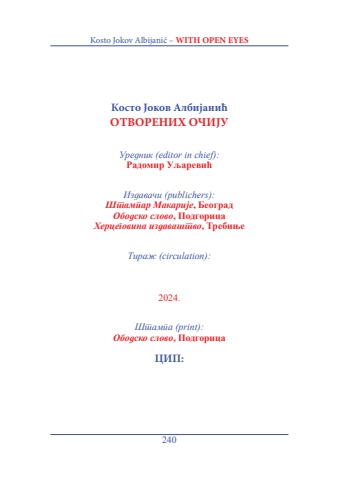 Kosto Jokov Albijanić – WITH OPEN EYES
Косто Јоков Албијанић
ОТВОРЕНИХ ОЧИЈУ
Уредник (editor in chief):
Радомир Уљаревић
Издавачи (publishers):
Штампар Макарије, Београд
Ободско слово, Подгорица
Херцеговина издаваштво, Требиње
Тираж (circulation):
2024.
Штампа (print):
Ободско слово, Подгорица
ЦИП:
240